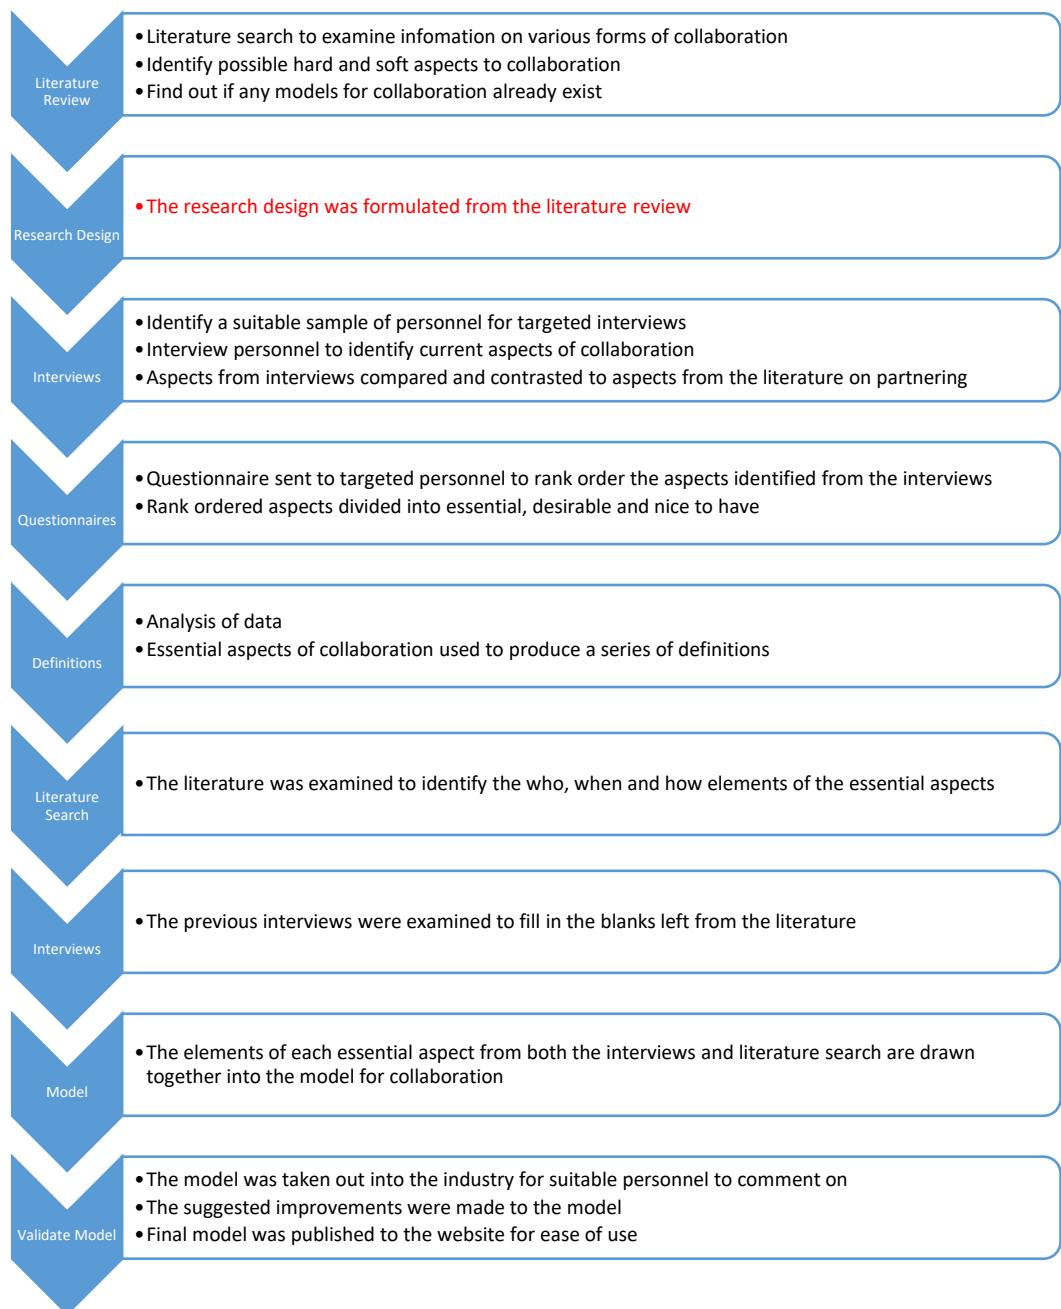 Literature
Review
•Literature search to examine infomation on various forms of collaboration
•Identify possible hard and soft aspects to collaboration
•Find out if any models for collaboration already exist
Research Design
•The research design was formulated from the literature review
Interviews
•Identify a suitable sample of personnel for targeted interviews
•Interview personnel to identify current aspects of collaboration
•Aspects from interviews compared and contrasted to aspects from the literature on partnering
Questionnaires
•Questionnaire sent to targeted personnel to rank order the aspects identified from the interviews
•Rank ordered aspects divided into essential, desirable and nice to have
Definitions
•Analysis of data
•Essential aspects of collaboration used to produce a series of definitions
Literature
Search
•The literature was examined to identify the who, when and how elements of the essential aspects
Interviews
•The previous interviews were examined to fill in the blanks left from the literature
Model
•The elements of each essential aspect from both the interviews and literature search are drawn
together into the model for collaboration
Validate Model
•The model was taken out into the industry for suitable personnel to comment on
•The suggested improvements were made to the model
•Final model was published to the website for ease of use